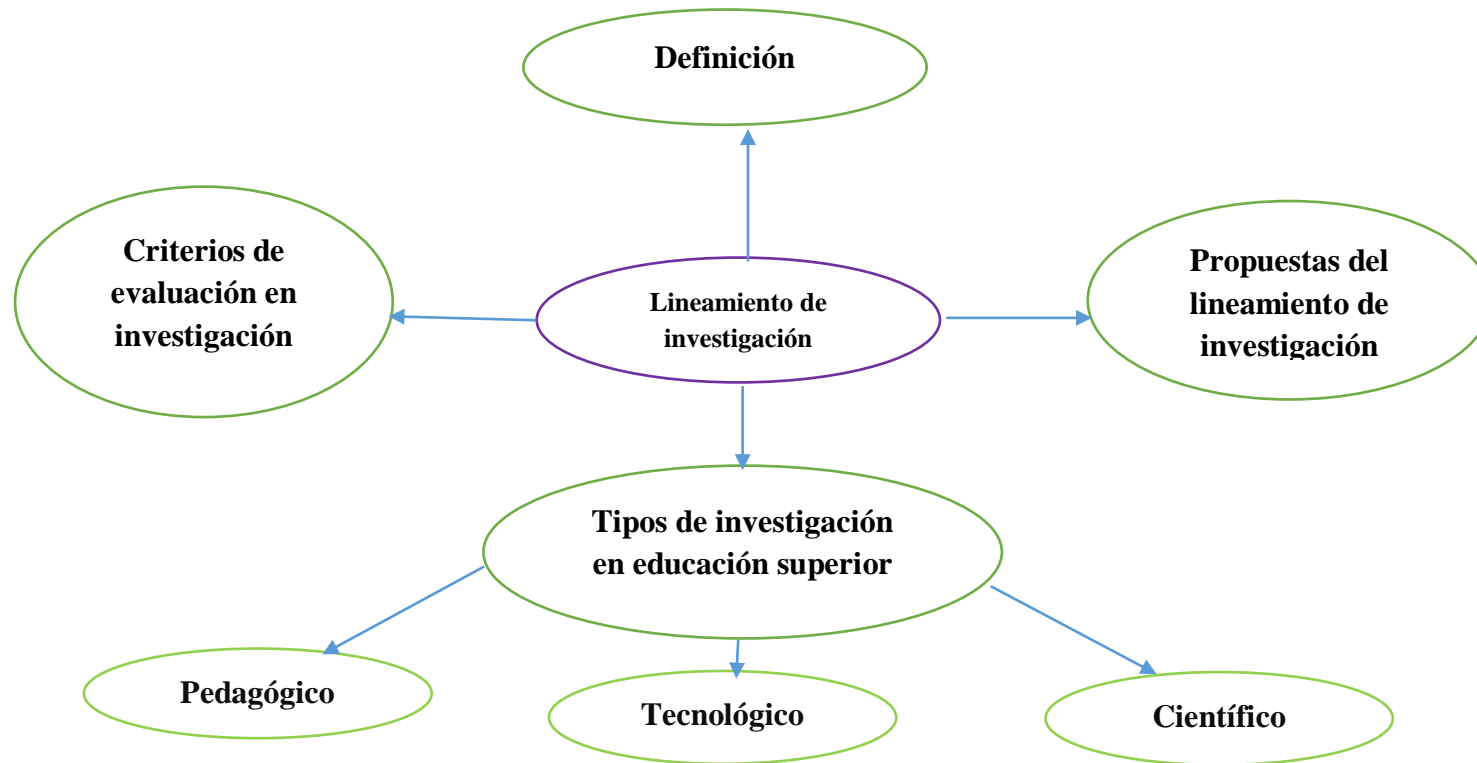 Definición
Criterios de
evaluación en
investigación
Lineamiento de
investigación
Propuestas del
lineamiento de
investigación
Tipos de investigación
en educación superior
Pedagógico
Tecnológico
Científico